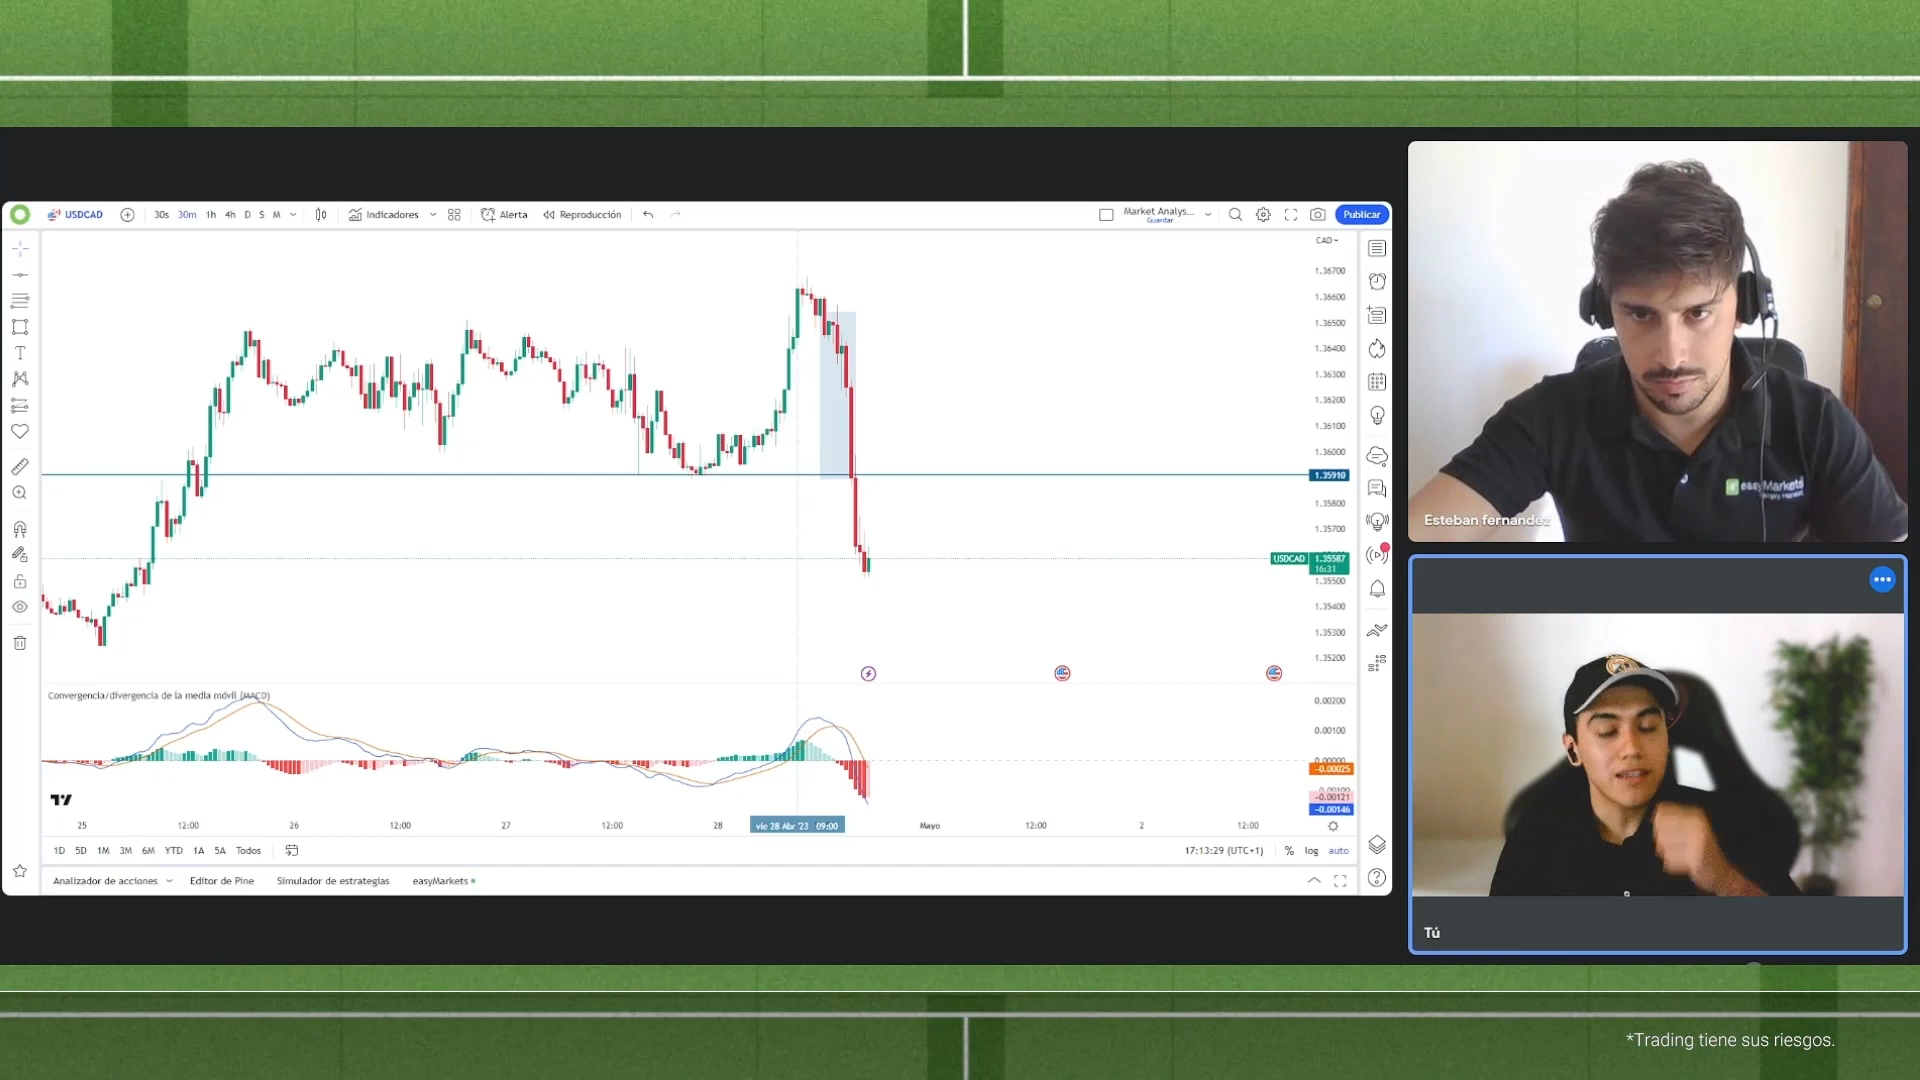 USDCAD
30s 30m 1h 4h D S M
Indicadores
Alerta
Reproducción
Market Analys...
Guardar
Publicar
CAD
1.36700
1.36600
1.36500
1.36400
1.36300
1.36200
1.36100
1.36000
1.35910
1.35800
1.35700
USDCAD 1.35587
16:31
1.35500
1.35400
1.35300
1.35200
Convergencia/divergencia de la media móvil (MACD)
0.00200
0.00100
0.00000
-0.00025
-0.00121
-0.00146
25 12:00 26 12:00 27 12:00 28 vie 28 Abr '23 09:00 Mayo 12:00 2 12:00
1D 5D 1M 3M 6M YTD 1A 5A Todos
17:13:29 (UTC+1) % log auto
Analizador de acciones Editor de Pine Simulador de estrategias easyMarkets
easyMarkets
Esteban fernandez
Tú
*Trading tiene sus riesgos.